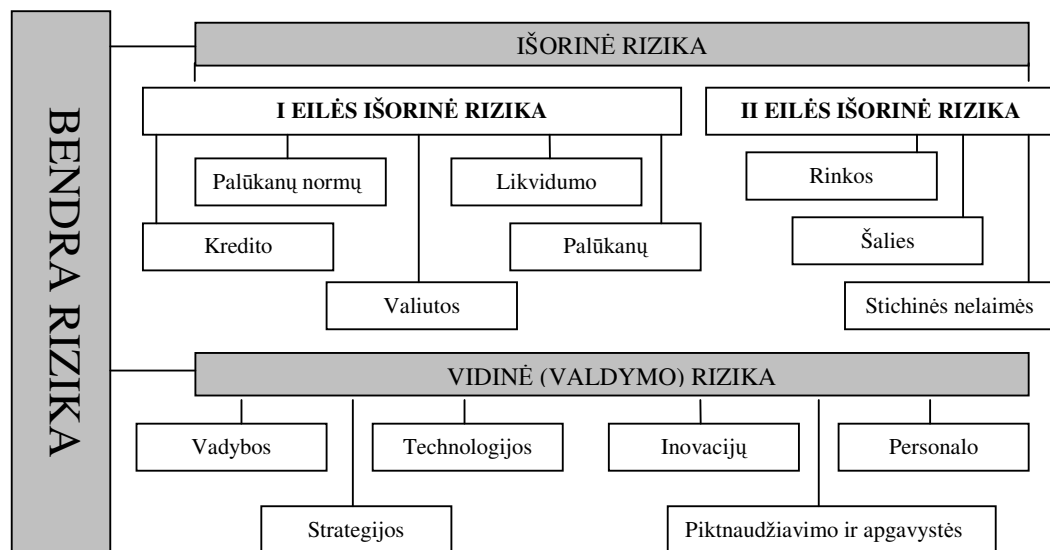 BENDRA RIZIKA
IŠORINĖ RIZIKA
I EILĖS IŠORINĖ RIZIKA
II EILĖS IŠORINĖ RIZIKA
Palūkanų normų
Likvidumo
Rinkos
Kredito
Palūkanų
Šalies
Valiutos
Stichinės nelaimės
VIDINĖ (VALDYMO) RIZIKA
Vadybos
Technologijos
Inovacijų
Personalo
Strategijos
Piktnaudžiavimo ir apgavystės